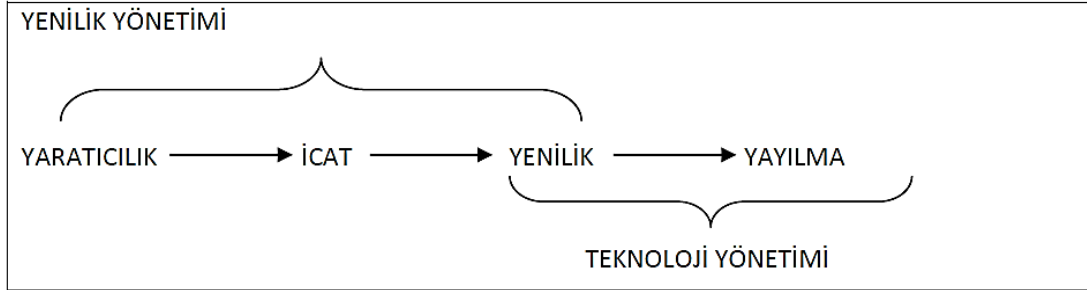 YENİLİK YÖNETİMİ
YARATICILIK İCAT YENİLİK YAYILMA
TEKNOLOJİ YÖNETİMİ